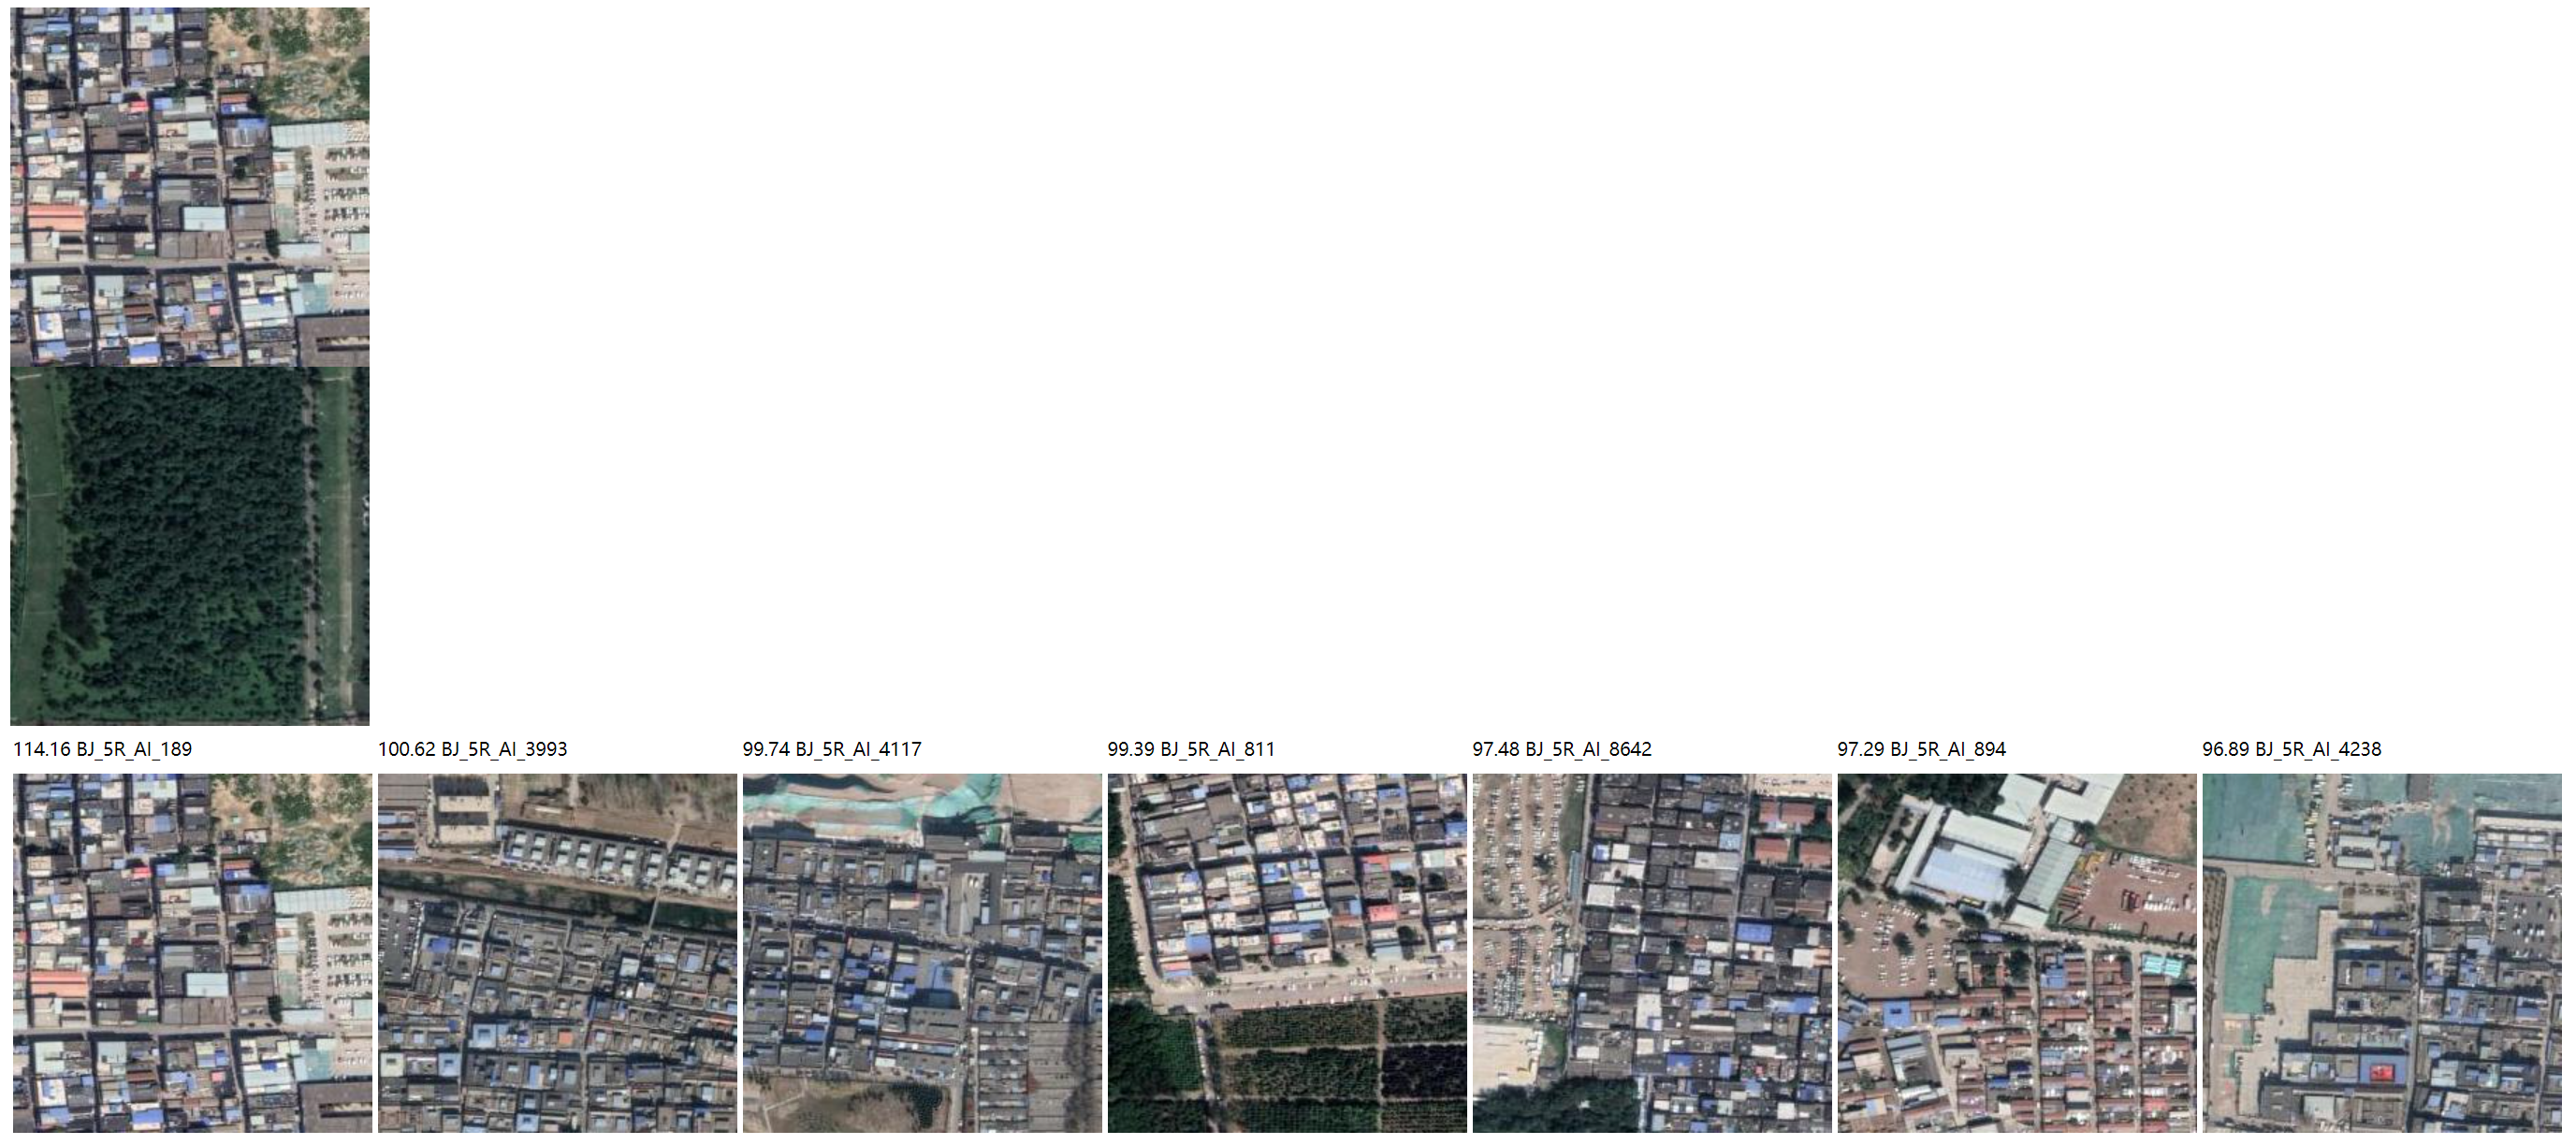 114.16 BJ_5R_AI_189
100.62 BJ_5R_AI_3993
99.74 BJ_5R_AI_4117
99.39 BJ_5R_AI_811
97.48 BJ_5R_AI_8642
97.29 BJ_5R_AI_894
96.89 BJ_5R_AI_4238